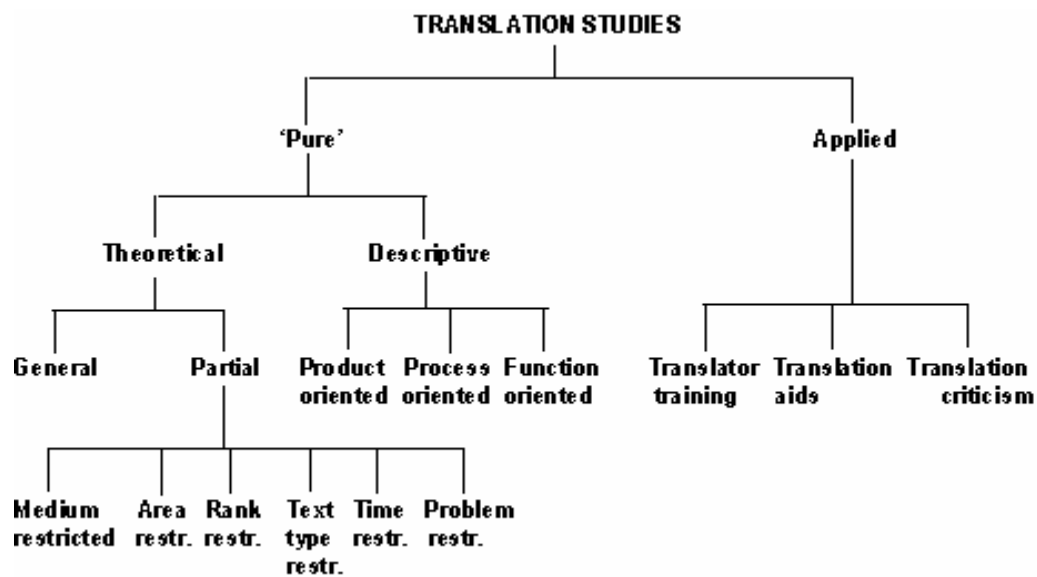 TRANSLATION STUDIES
‘Pure’ Applied
Theoretical Descriptive
General Partial Product Process Function Translator Translation Translation
oriented oriented oriented training aids criticism
Medium Area Rank Text Time Problem
restricted restr. restr. type restr. restr.
restr.